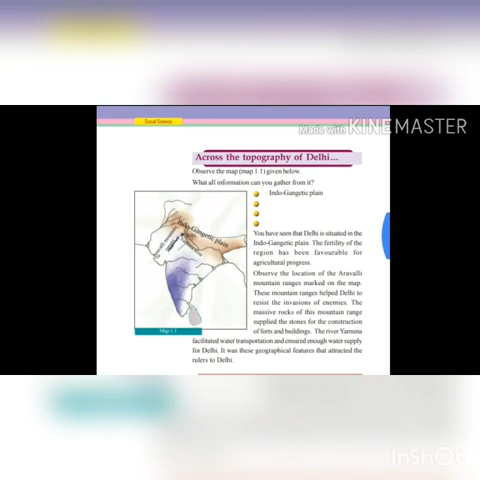 Social Science
Made with KINEMASTER
Across the topography of Delhi...
Observe the map (map 1.1) given below.
What all information can you gather from it?
Indo-Gangetic plain
You have seen that Delhi is situated in the
Indo-Gangetic plain. The fertility of the
region has been favourable for
agricultural progress.
Observe the location of the Aravalli
mountain ranges marked on the map.
These mountain ranges helped Delhi to
resist the invasions of enemies. The
massive rocks of this mountain range
supplied the stones for the construction
of forts and buildings. The river Yamuna
facilitated water transportation and ensured enough water supply
for Delhi. It was these geographical features that attracted the
rulers to Delhi.
Indo-Gangetic plain
Map 1.1
InShOt